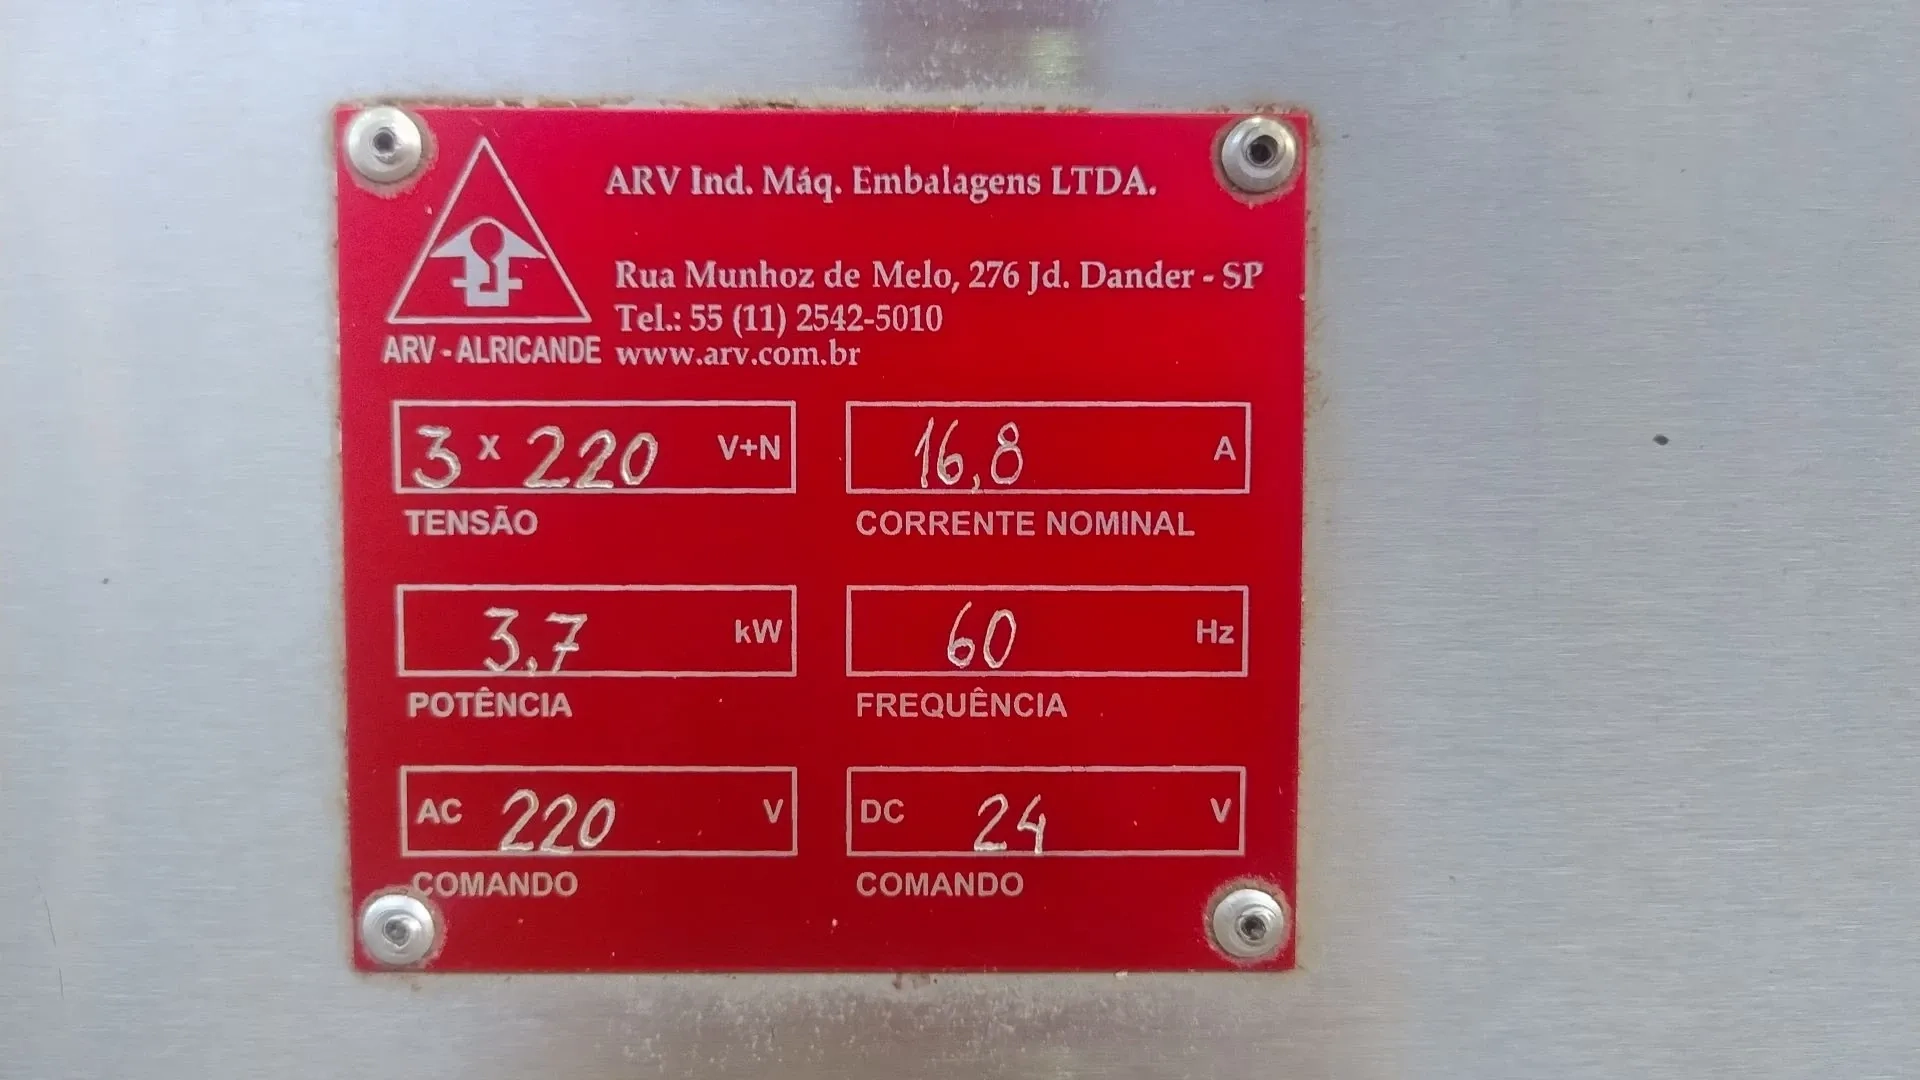 ARV Ind. Máq. Embalagens LTDA.
Rua Munhoz de Melo, 276 Jd. Dander - SP
Tel.: 55 (11) 2542-5010
ARV - ALRICANDE www.arv.com.br
3 x 220 V+N
TENSÃO
16,8 A
CORRENTE NOMINAL
3,7 kW
POTÊNCIA
60 Hz
FREQUÊNCIA
AC 220 V
COMANDO
DC 24 V
COMANDO